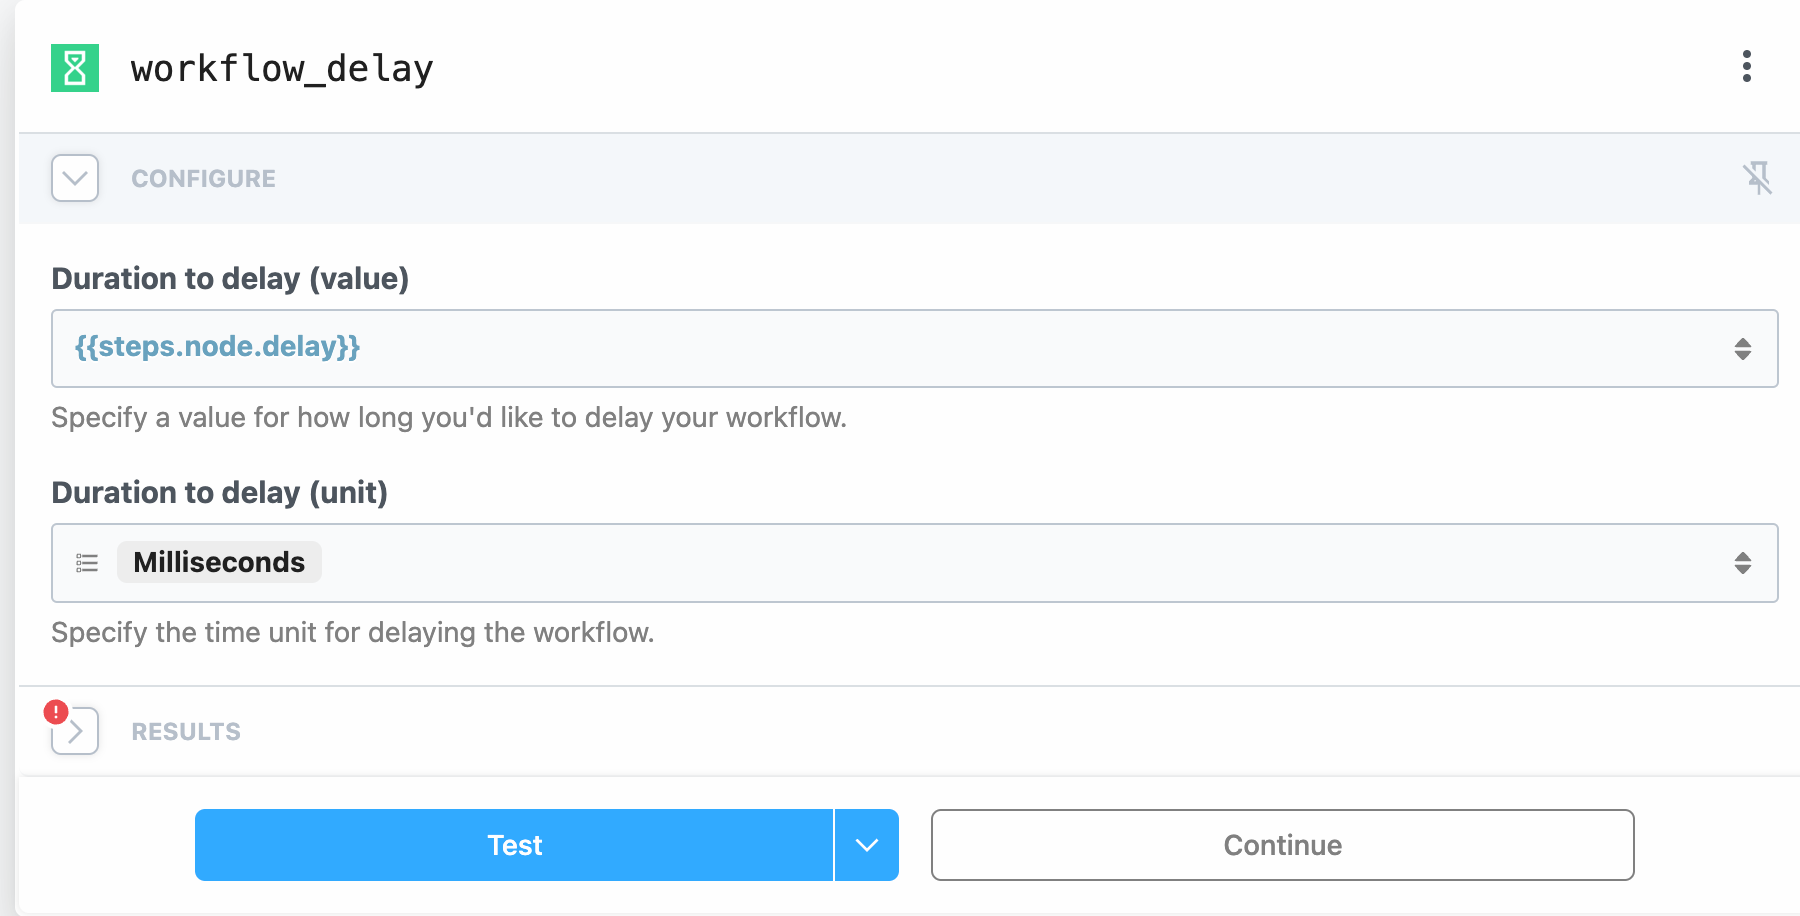 workflow_delay
CONFIGURE
Duration to delay (value)
{{steps.node.delay}}
Specify a value for how long you'd like to delay your workflow.
Duration to delay (unit)
Milliseconds
Specify the time unit for delaying the workflow.
!
RESULTS
Test
Continue